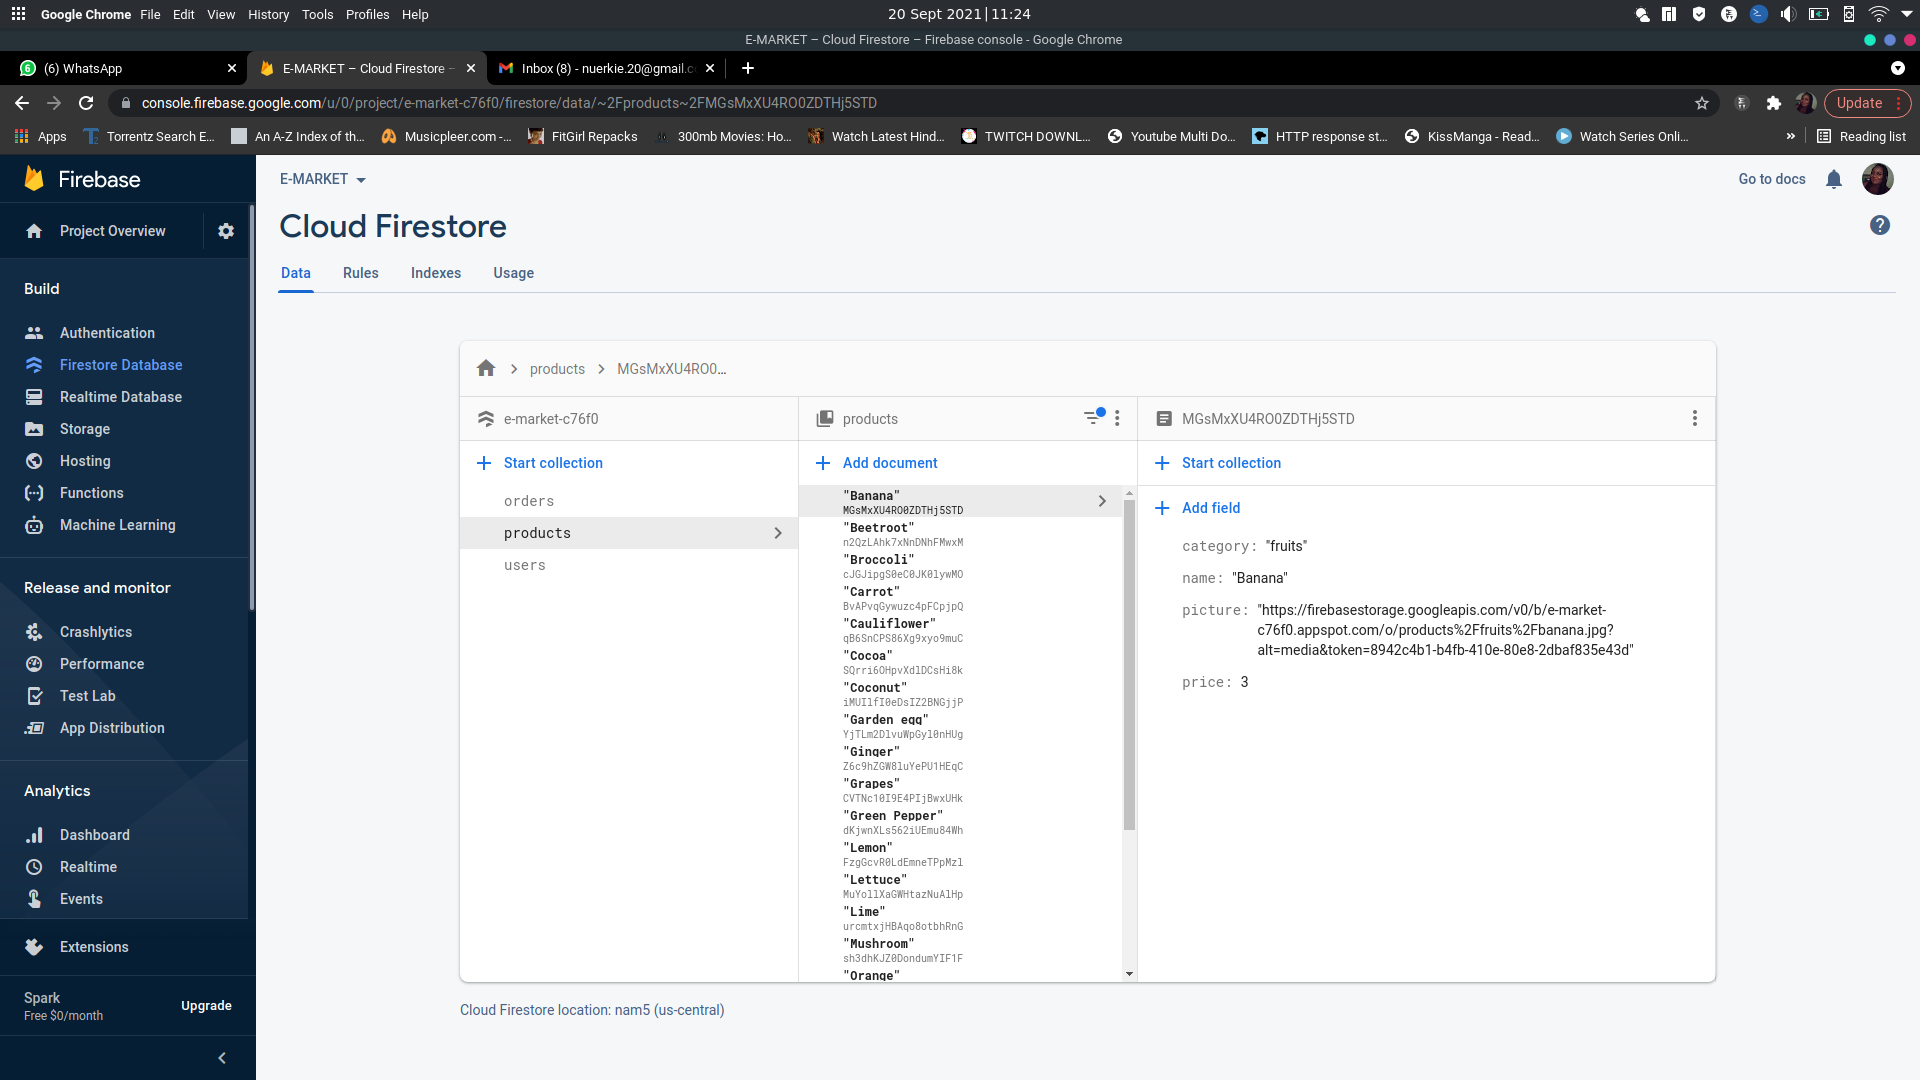 Google Chrome File Edit View History Tools Profiles Help
20 Sept 2021 | 11:24
E-MARKET – Cloud Firestore – Firebase console - Google Chrome
(6) WhatsApp
E-MARKET – Cloud Firestore –
Inbox (8) - nuerkie.20@gmail.c
console.firebase.google.com/u/0/project/e-market-c76f0/firestore/data/~2Fproducts~2FMGsMxXU4RO0ZDTHj5STD
Update
Apps
Torrentz Search E...
An A-Z Index of th...
Musicpleer.com -...
FitGirl Repacks
300mb Movies: Ho...
Watch Latest Hind...
TWITCH DOWNL...
Youtube Multi Do...
HTTP response st...
KissManga - Read...
Watch Series Onli...
»
Reading list
Firebase
Project Overview
Build
Authentication
Firestore Database
Realtime Database
Storage
Hosting
Functions
Machine Learning
Release and monitor
Crashlytics
Performance
Test Lab
App Distribution
Analytics
Dashboard
Realtime
Events
Extensions
Spark
Free $0/month
Upgrade
E-MARKET
Go to docs
Cloud Firestore
Data
Rules
Indexes
Usage
products
MGsMxXU4RO0...
e-market-c76f0
Start collection
orders
products
users
products
Add document
"Banana"
MGsMxXU4RO0ZDTHj5STD
"Beetroot"
n2QzLAhk7xNnDNhFMwxM
"Broccoli"
cJGJipgS0eC0JK0lywMO
"Carrot"
BvAPvqGywuzc4pFCpjpQ
"Cauliflower"
qB6SnCPS86Xg9xyo9muC
"Cocoa"
SQrri6OHpvXdlDCsHi8k
"Coconut"
iMUIlfI0eDsIZ2BNGjjP
"Garden egg"
YjTLm2DlvuWpGyl0nHUg
"Ginger"
Z6c9hZGW8luYePU1HEqC
"Grapes"
CVTNc10I9E4PIjBwxUHk
"Green Pepper"
dKjwnXLs562iUEmu84Wh
"Lemon"
FzgGcvR0LdEmneTPpMzl
"Lettuce"
MuYollXaGWHtazNuAlHp
"Lime"
urcmtxjHBAqo8otbhRnG
"Mushroom"
sh3dhKJZ0DondumYIF1F
"Orange"
MGsMxXU4RO0ZDTHj5STD
Start collection
Add field
category: "fruits"
name: "Banana"
picture: "https://firebasestorage.googleapis.com/v0/b/e-market-
c76f0.appspot.com/o/products%2Ffruits%2Fbanana.jpg?
alt=media&token=8942c4b1-b4fb-410e-80e8-2dbaf835e43d"
price: 3
Cloud Firestore location: nam5 (us-central)